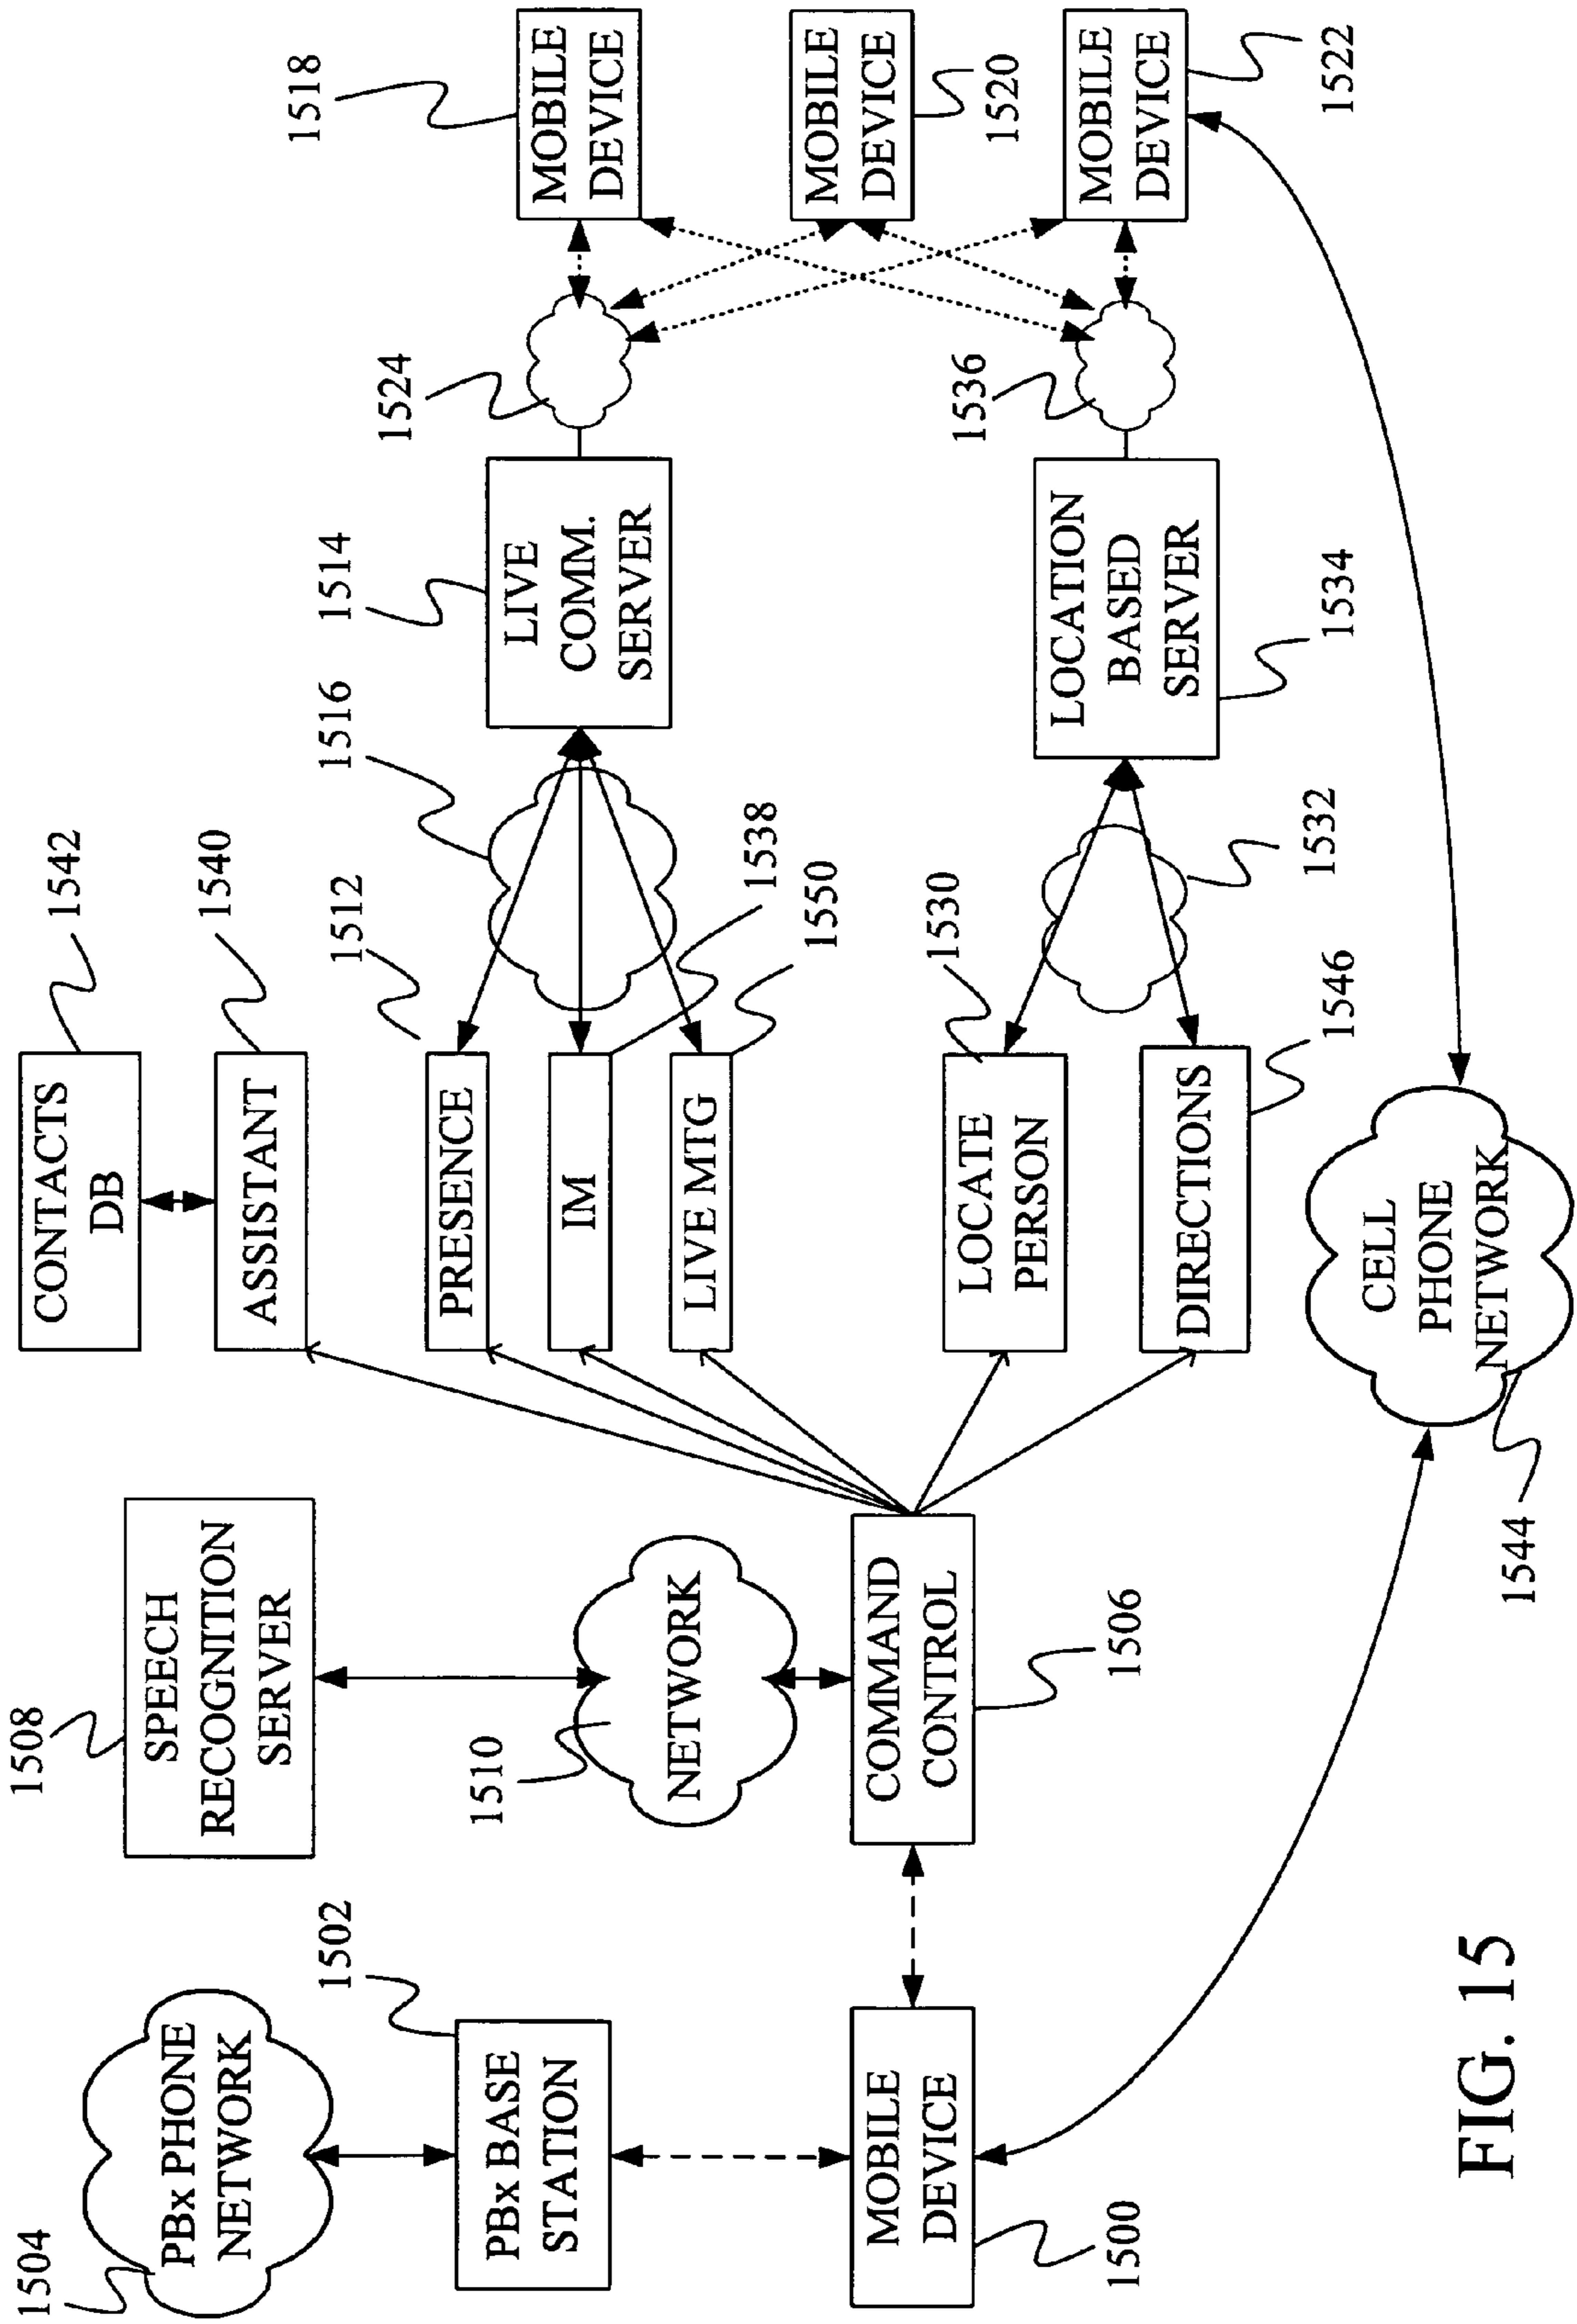 1504
PBx PHONE
NETWORK
1502
PBx BASE
STATION
MOBILE
DEVICE
1500
1508
SPEECH
RECOGNITION
SERVER
1510
NETWORK
COMMAND
CONTROL
1506
CONTACTS
DB
1542
ASSISTANT
1540
PRESENCE
1512
IM
1538
LIVE MTG
1550
1516
LIVE
COMM.
SERVER
1514
1524
MOBILE
DEVICE
1518
MOBILE
DEVICE
1520
MOBILE
DEVICE
1522
LOCATE
PERSON
1530
DIRECTIONS
1546
1532
LOCATION
BASED
SERVER
1534
1536
CELL
PHONE
NETWORK
1544
FIG. 15